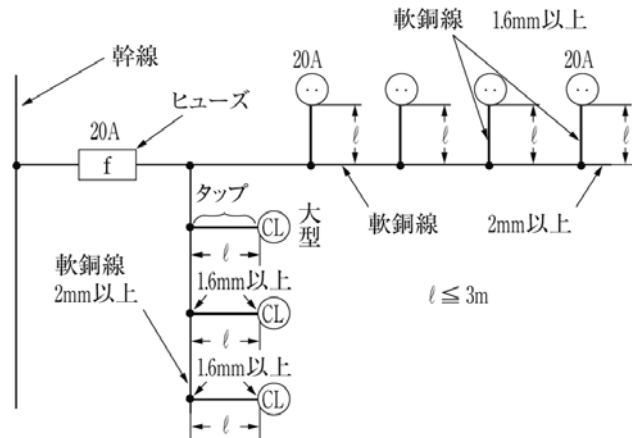 幹線
ヒューズ
20A
f
20A
軟銅線
1.6mm以上
20A
ℓ
ℓ
ℓ
ℓ
軟銅線
2mm以上
タップ
CL
大型
ℓ
軟銅線
2mm以上
1.6mm以上
CL
ℓ
1.6mm以上
CL
ℓ
ℓ ≦ 3m